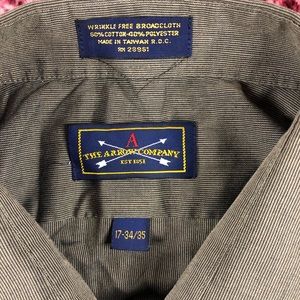 WRINKLE FREE BROADCLOTH
60% COTTON-40% POLYESTER
MADE IN TAIWAN R.O.C.
RN 28981
A
THE ARROW COMPANY
EST 1851
17-34/35